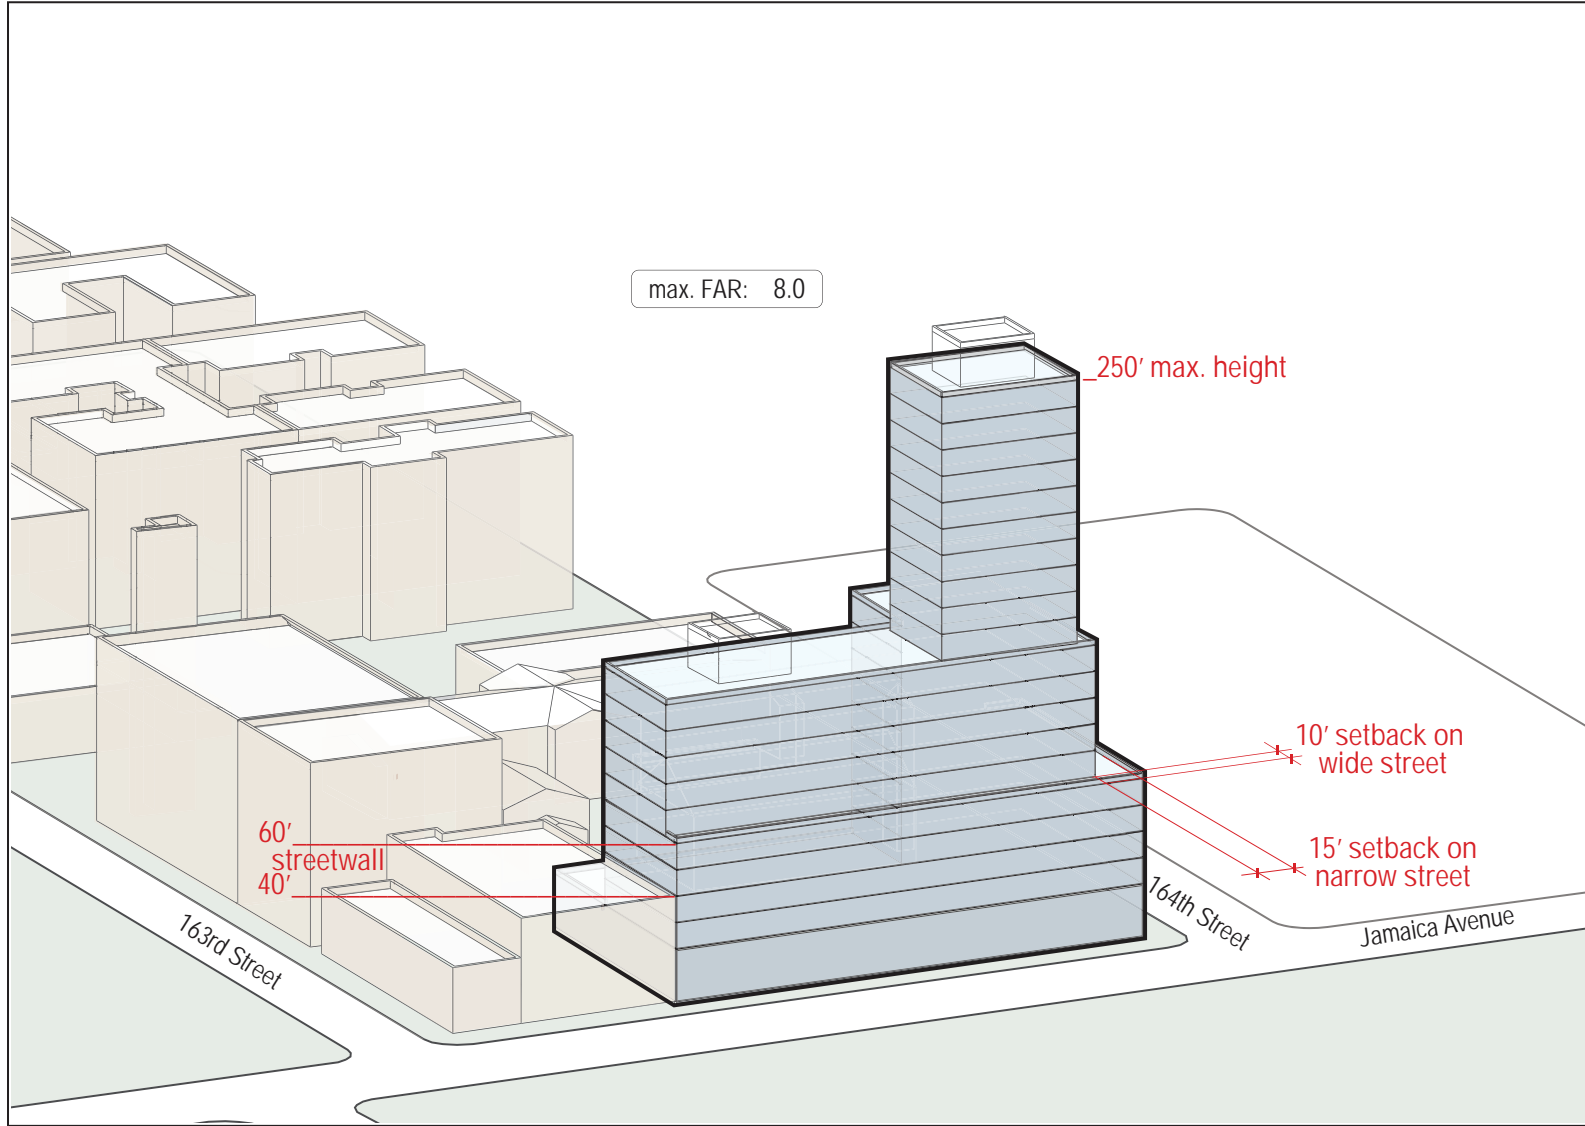 max. FAR: 8.0
_250' max. height
10' setback on
wide street
60'
streetwall
40'
15' setback on
narrow street
163rd Street
164th Street
Jamaica Avenue